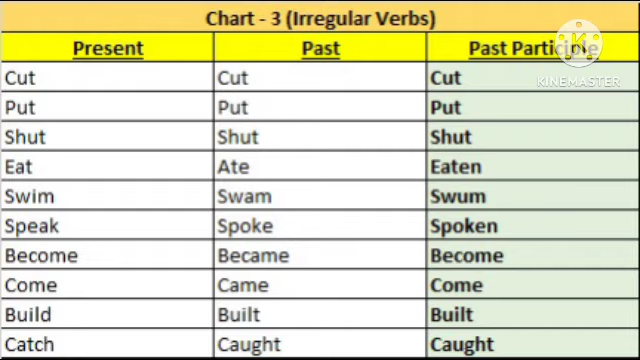 Chart - 3 (Irregular Verbs)
Present Past Past Participle
Cut Cut Cut
Put Put Put
Shut Shut Shut
Eat Ate Eaten
Swim Swam Swum
Speak Spoke Spoken
Become Became Become
Come Came Come
Build Built Built
Catch Caught Caught
K
KINEMASTER